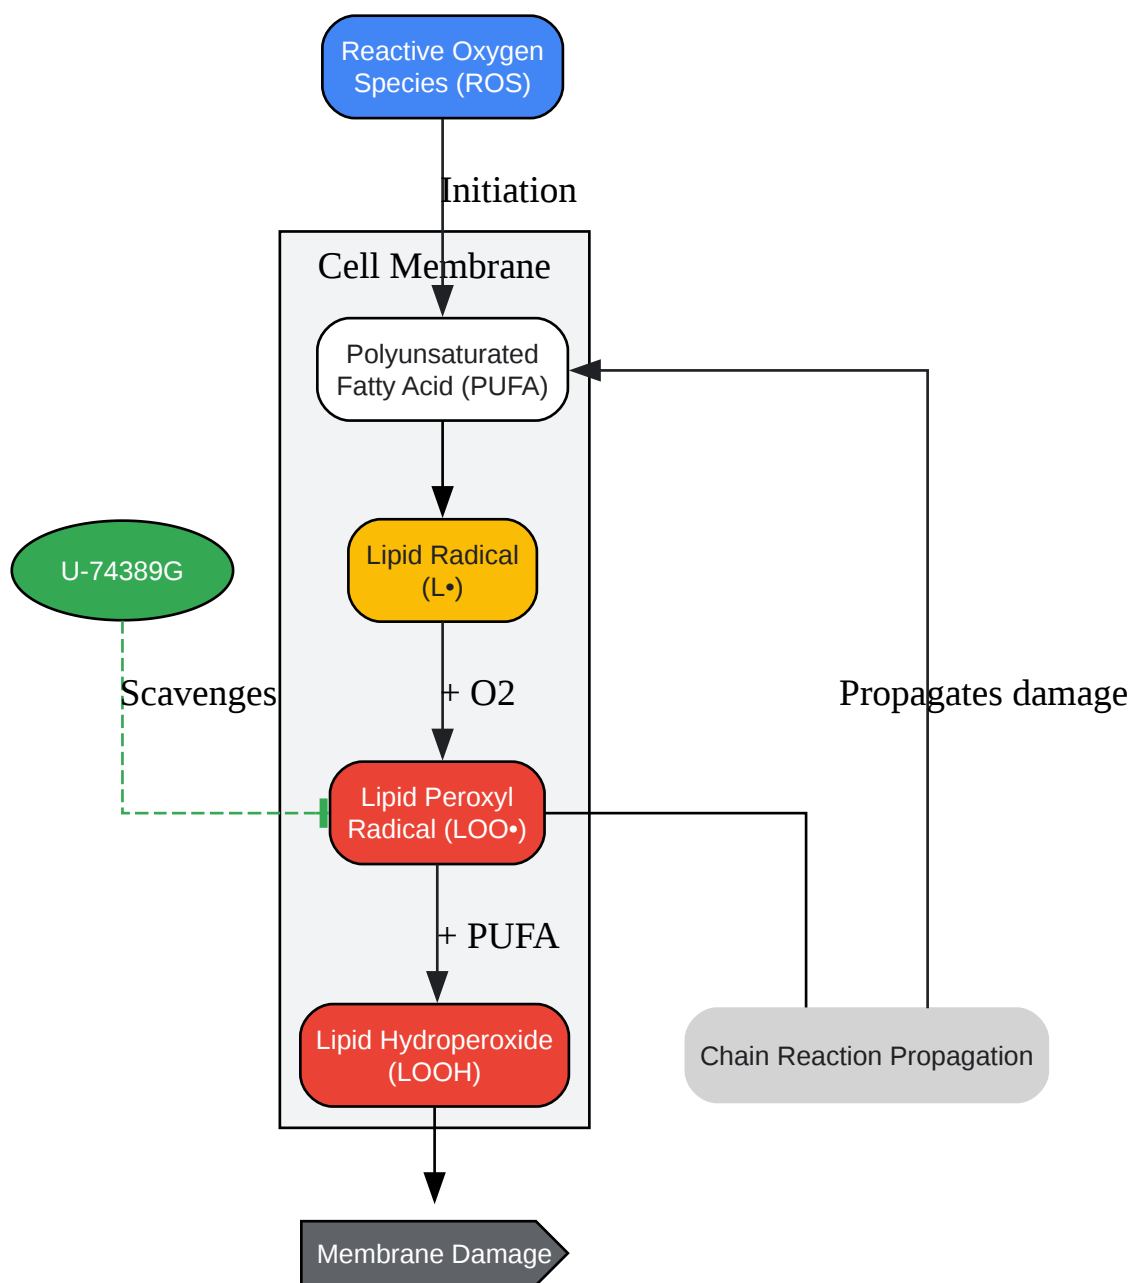 Reactive Oxygen
Species (ROS)
Initiation
Cell Membrane
Polyunsaturated
Fatty Acid (PUFA)
Lipid Radical
(L•)
U-74389G
Scavenges
+ O2
Propagates damage
Lipid Peroxyl
Radical (LOO•)
+ PUFA
Lipid Hydroperoxide
(LOOH)
Chain Reaction Propagation
Membrane Damage